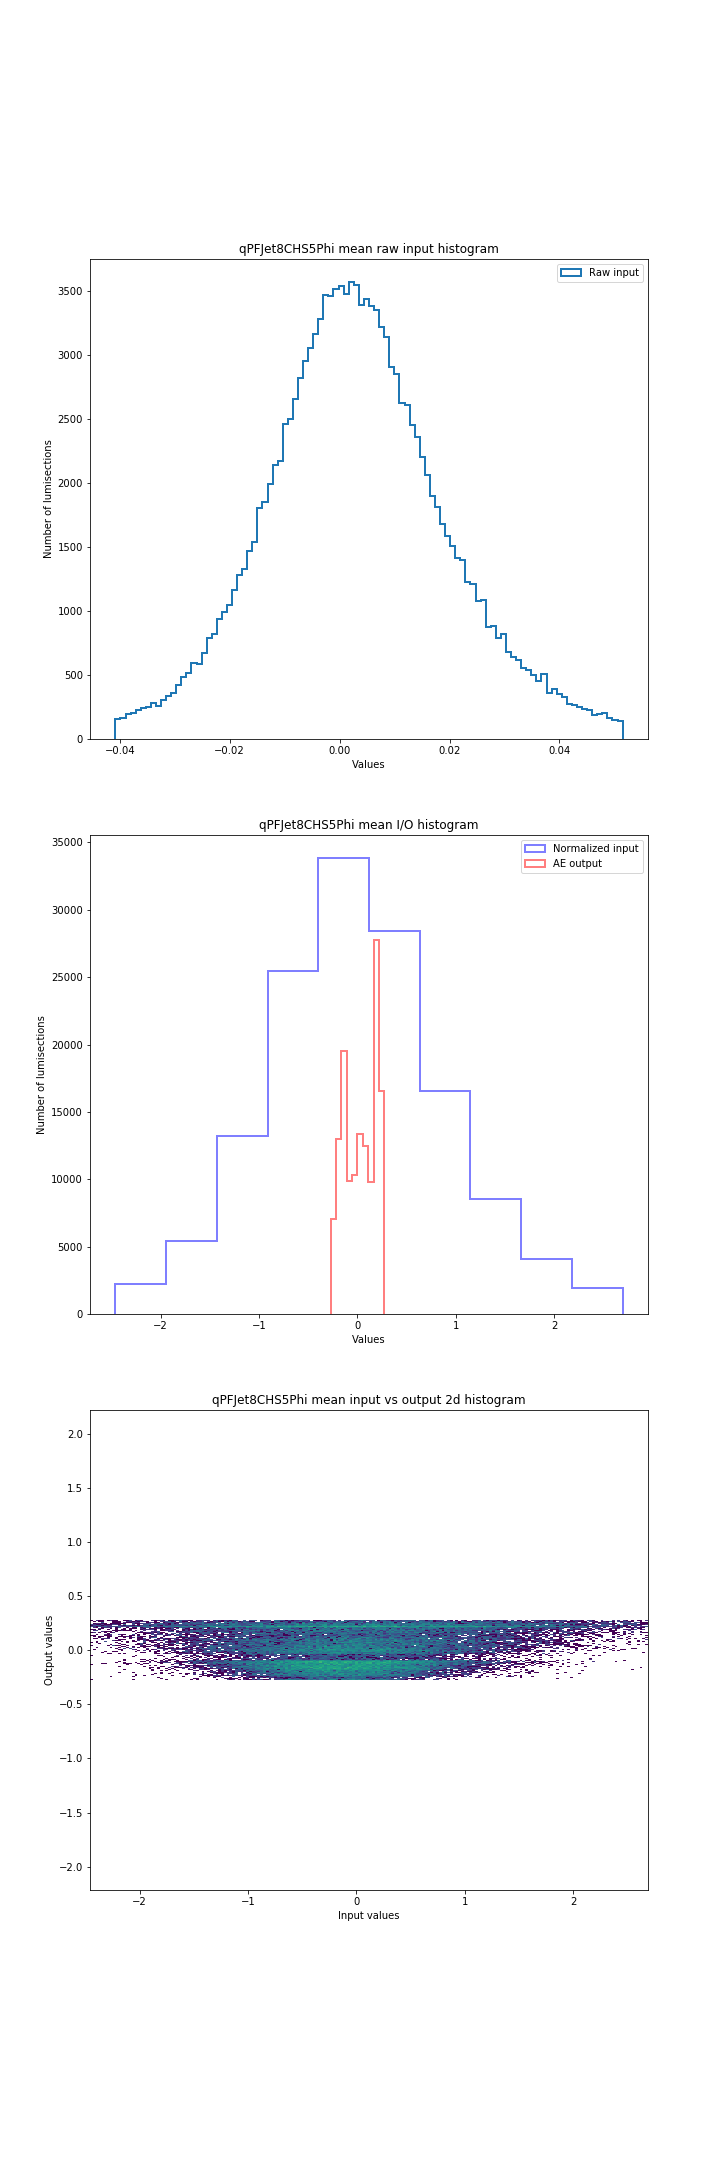 qPFJet8CHS5Phi mean raw input histogram
Raw input
3500
3000
2500
2000
1500
1000
500
0
Number of lumisections
−0.04 −0.02 0.00 0.02 0.04
Values
qPFJet8CHS5Phi mean I/O histogram
Normalized input
AE output
35000
30000
25000
20000
15000
10000
5000
0
Number of lumisections
−2 −1 0 1 2
Values
qPFJet8CHS5Phi mean input vs output 2d histogram
2.0
1.5
1.0
0.5
0.0
−0.5
−1.0
−1.5
−2.0
Output values
−2 −1 0 1 2
Input values